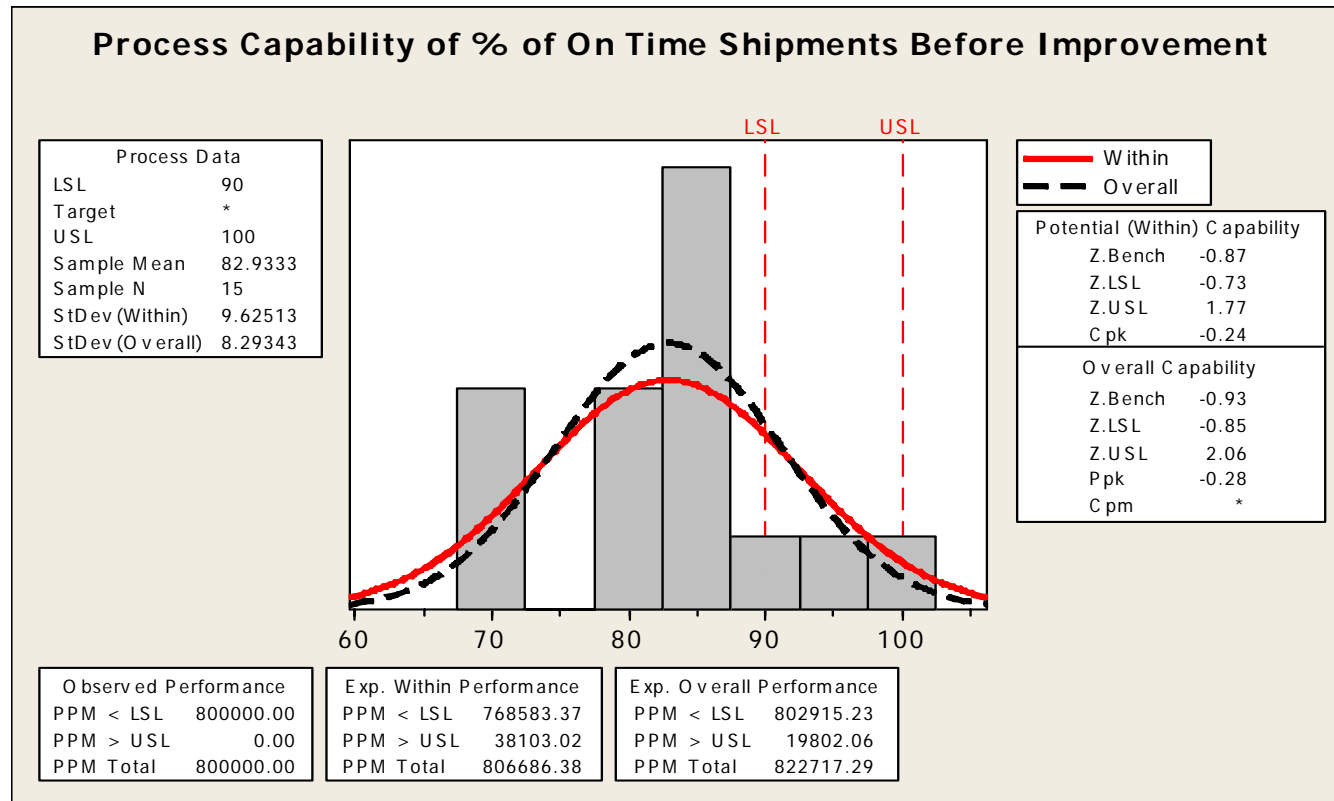 Process Capability of % of On Time Shipments Before Improvement
LSL USL
Process Data
LSL 90
Target *
USL 100
Sample Mean 82.9333
Sample N 15
StDev(Within) 9.62513
StDev(Overall) 8.29343
Within
Overall
Potential (Within) Capability
Z.Bench -0.87
Z.LSL -0.73
Z.USL 1.77
Cpk -0.24
Overall Capability
Z.Bench -0.93
Z.LSL -0.85
Z.USL 2.06
Ppk -0.28
Cpm *
60 70 80 90 100
Observed Performance
PPM < LSL 800000.00
PPM > USL 0.00
PPM Total 800000.00
Exp. Within Performance
PPM < LSL 768583.37
PPM > USL 38103.02
PPM Total 806686.38
Exp. Overall Performance
PPM < LSL 802915.23
PPM > USL 19802.06
PPM Total 822717.29